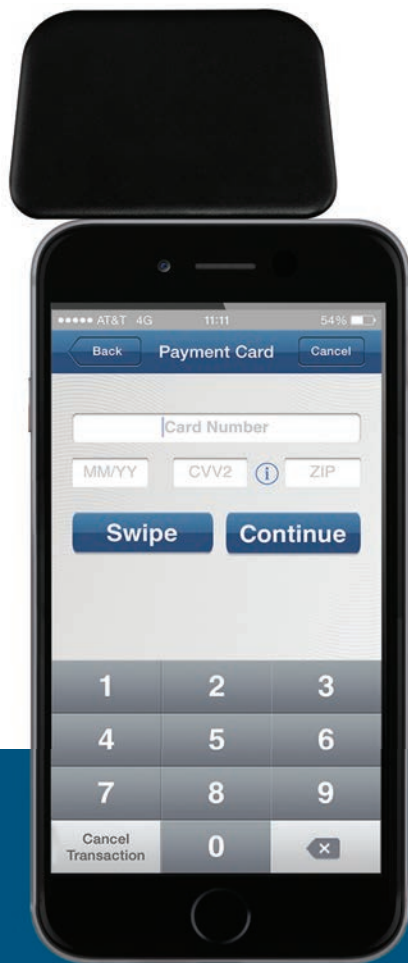 AT&T 4G 11:11 54%
Back Payment Card Cancel
Card Number
MM/YY CVV2 i ZIP
Swipe Continue
1 2 3
4 5 6
7 8 9
Cancel
Transaction 0